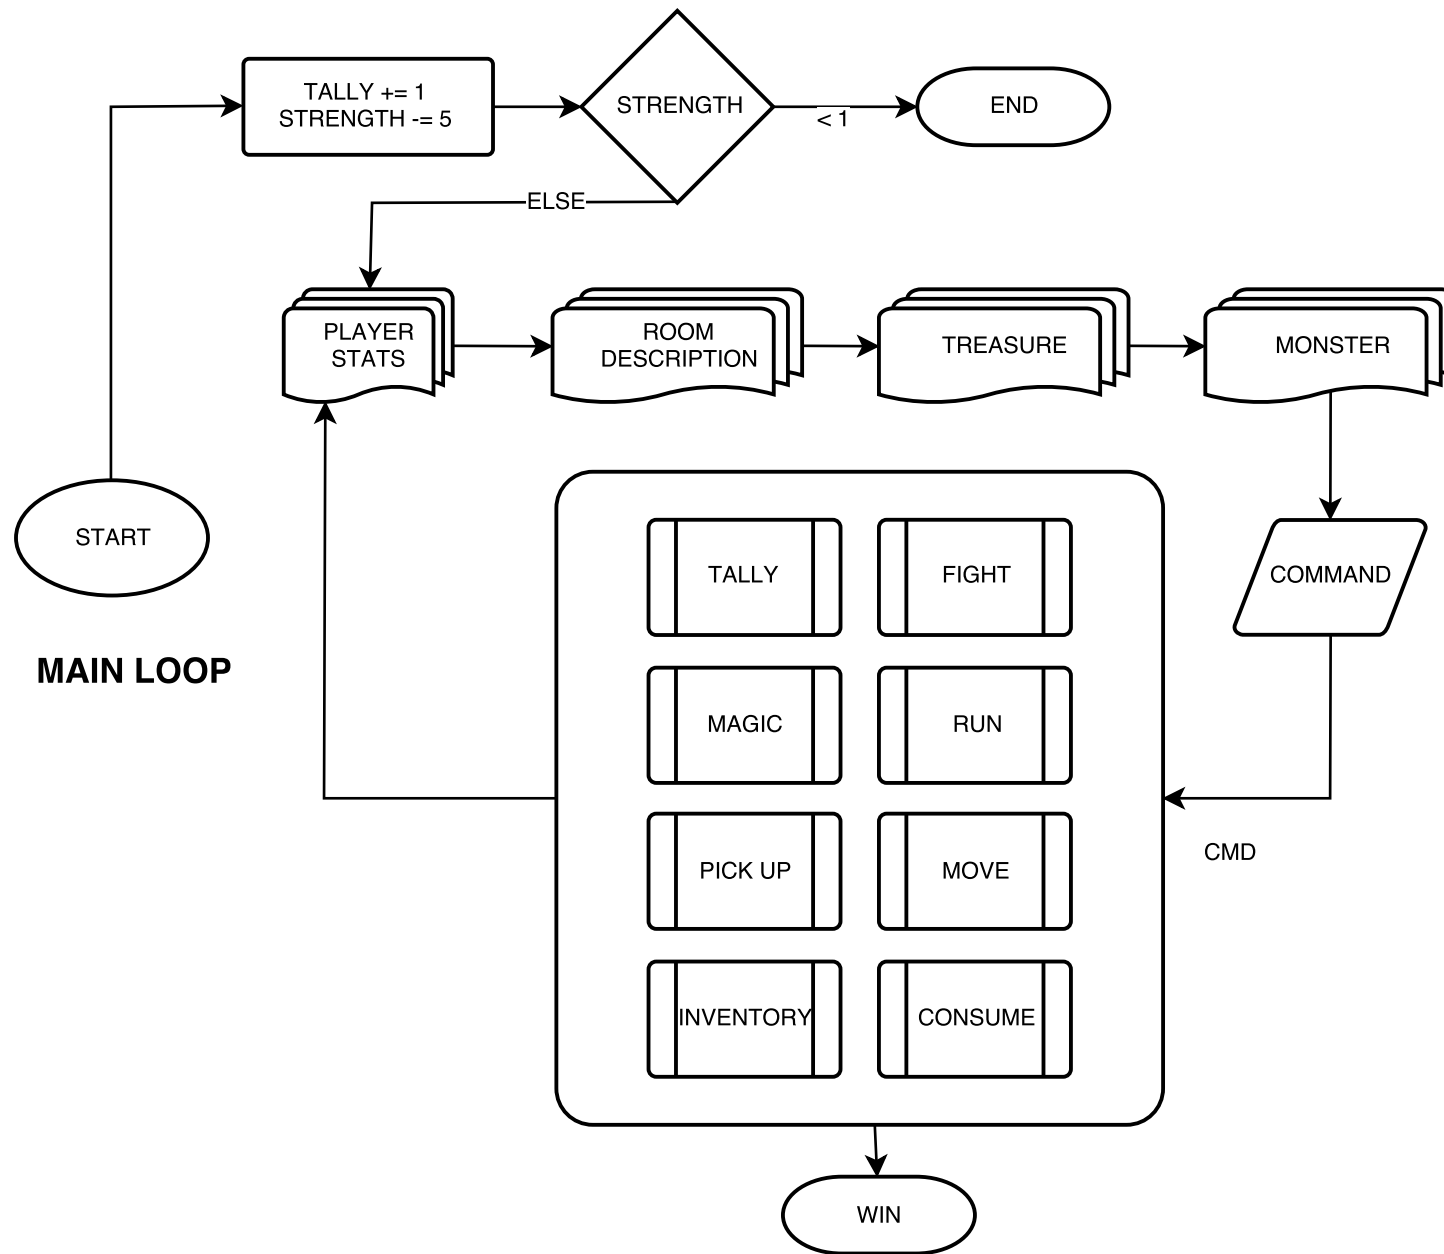 TALLY += 1
STRENGTH -= 5
STRENGTH
< 1
END
ELSE
PLAYER
STATS
ROOM
DESCRIPTION
TREASURE
MONSTER
START
TALLY
FIGHT
COMMAND
MAIN LOOP
MAGIC
RUN
PICK UP
MOVE
CMD
INVENTORY
CONSUME
WIN